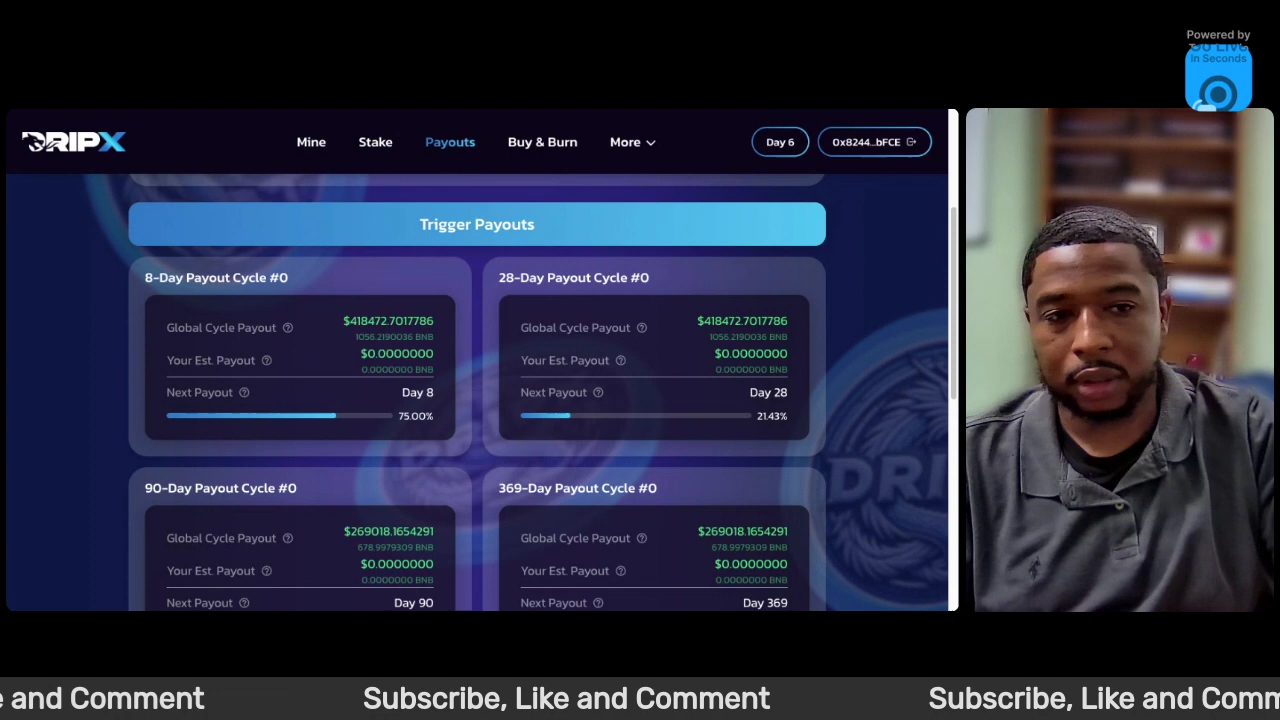 Powered by
Go LIVE
In Seconds
DRIPX
Mine
Stake
Payouts
Buy & Burn
More
Day 6
0x8244...bFCE
Trigger Payouts
8-Day Payout Cycle #0
Global Cycle Payout
$418472.7017786
1056.2190036 BNB
Your Est. Payout
$0.0000000
0.0000000 BNB
Next Payout
Day 8
75.00%
28-Day Payout Cycle #0
Global Cycle Payout
$418472.7017786
1056.2190036 BNB
Your Est. Payout
$0.0000000
0.0000000 BNB
Next Payout
Day 28
21.43%
90-Day Payout Cycle #0
Global Cycle Payout
$269018.1654291
678.9979309 BNB
Your Est. Payout
$0.0000000
0.0000000 BNB
Next Payout
Day 90
369-Day Payout Cycle #0
Global Cycle Payout
$269018.1654291
678.9979309 BNB
Your Est. Payout
$0.0000000
0.0000000 BNB
Next Payout
Day 369
DRI
e and Comment
Subscribe, Like and Comment
Subscribe, Like and Comm